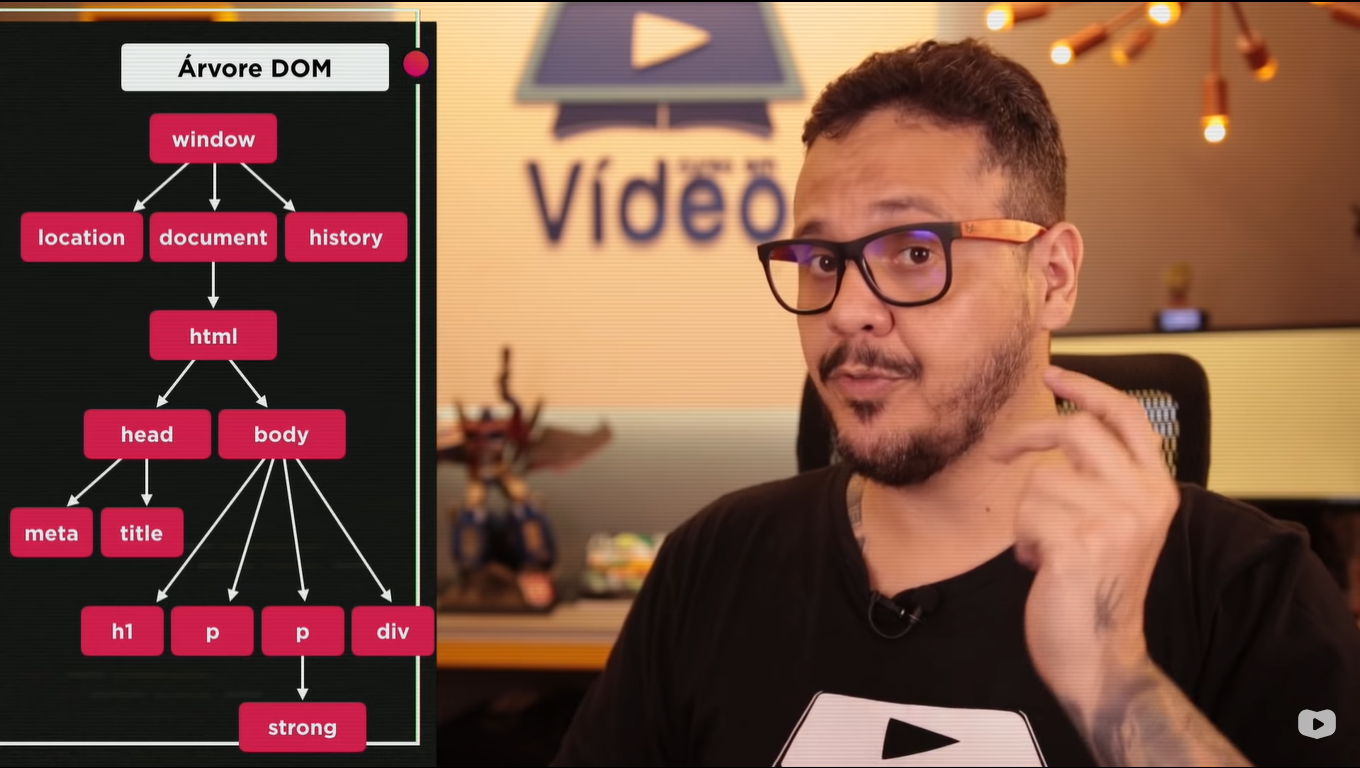 Árvore DOM
window
location document history
html
head body
meta title
h1 p p div
strong
Vídeo